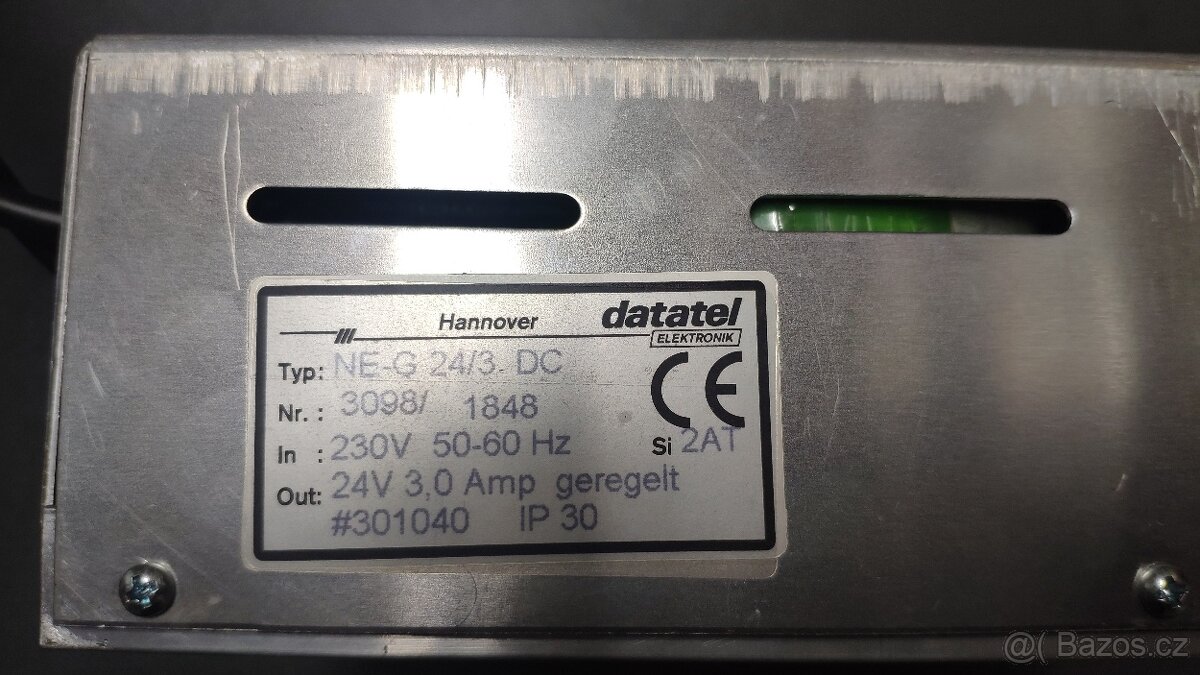 Hannover datatel
ELEKTRONIK
Typ: NE-G 24/3. DC
CE
Nr. : 3098/ 1848
In : 230V 50-60 Hz Si 2AT
Out: 24V 3,0 Amp geregelt
#301040 IP 30
@( Bazos.cz